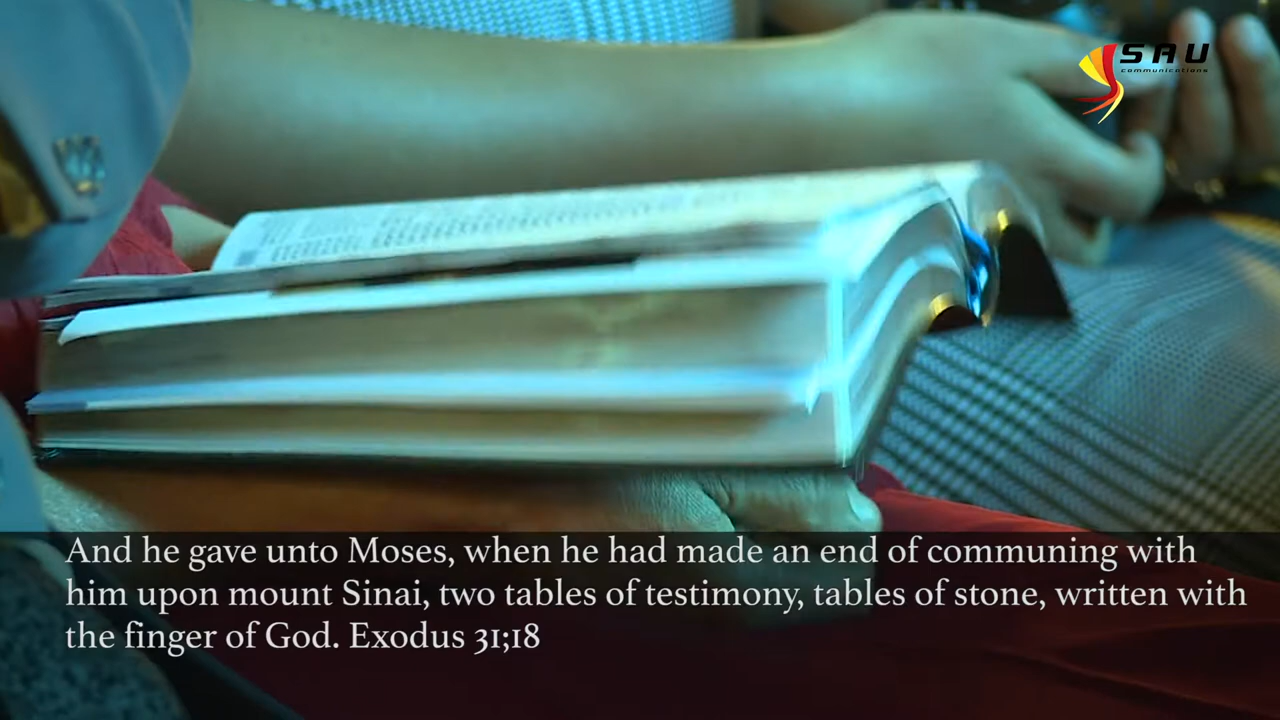 SAU
communications
And he gave unto Moses, when he had made an end of communing with
him upon mount Sinai, two tables of testimony, tables of stone, written with
the finger of God. Exodus 31;18